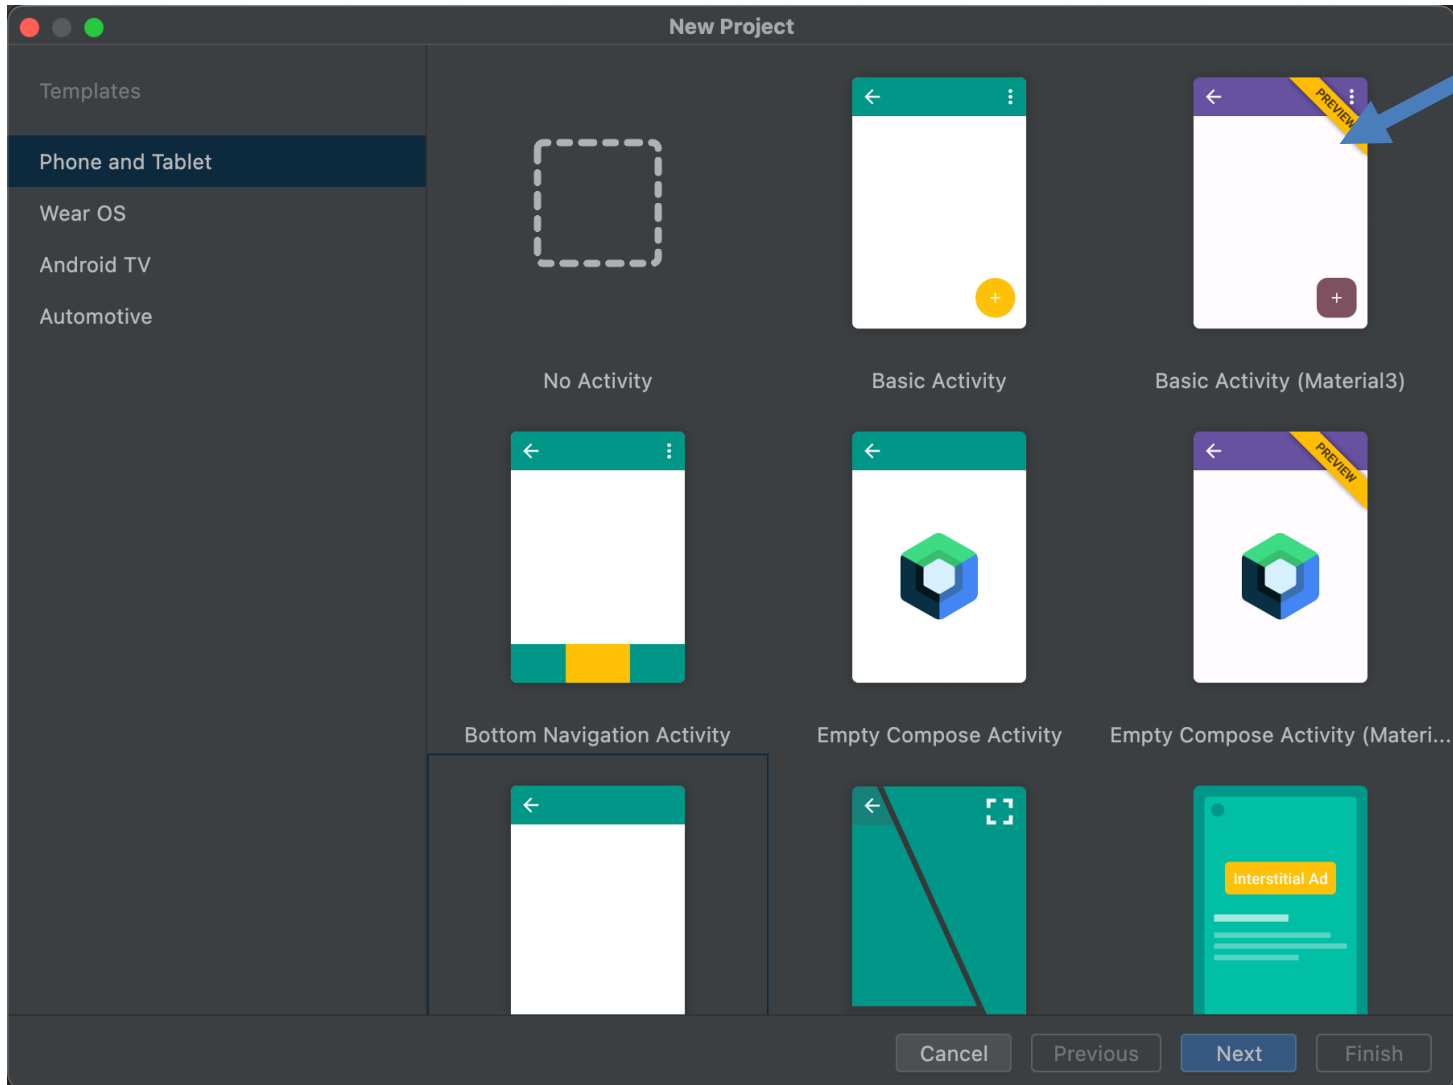 New Project
Templates
Phone and Tablet
Wear OS
Android TV
Automotive
PREVIEW
No Activity
Basic Activity
Basic Activity (Material3)
PREVIEW
Bottom Navigation Activity
Empty Compose Activity
Empty Compose Activity (Materi...
Interstitial Ad
Cancel
Previous
Next
Finish